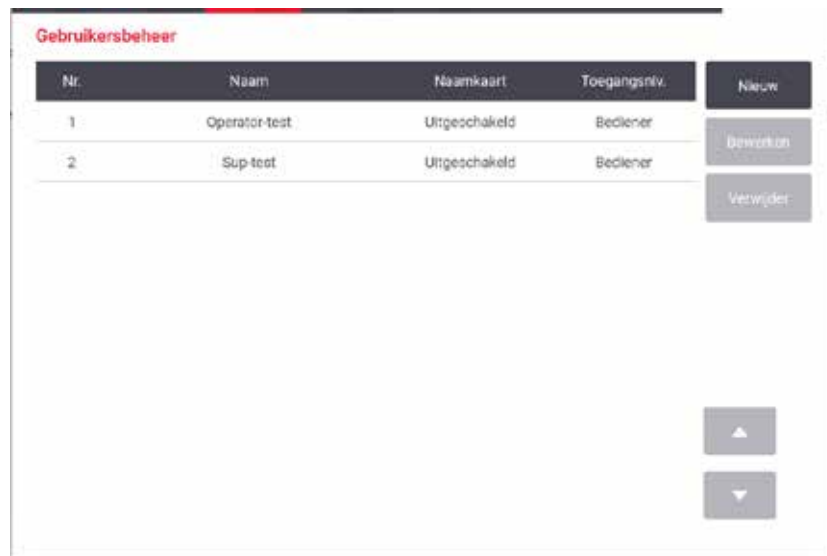 Gebruikersbeheer
Nr. Naam Naamkaart Toegangsniv. Nieuw
1 Operator-test Uitgeschakeld Bediener
Bewerken
2 Sup-test Uitgeschakeld Bediener
Verwijder